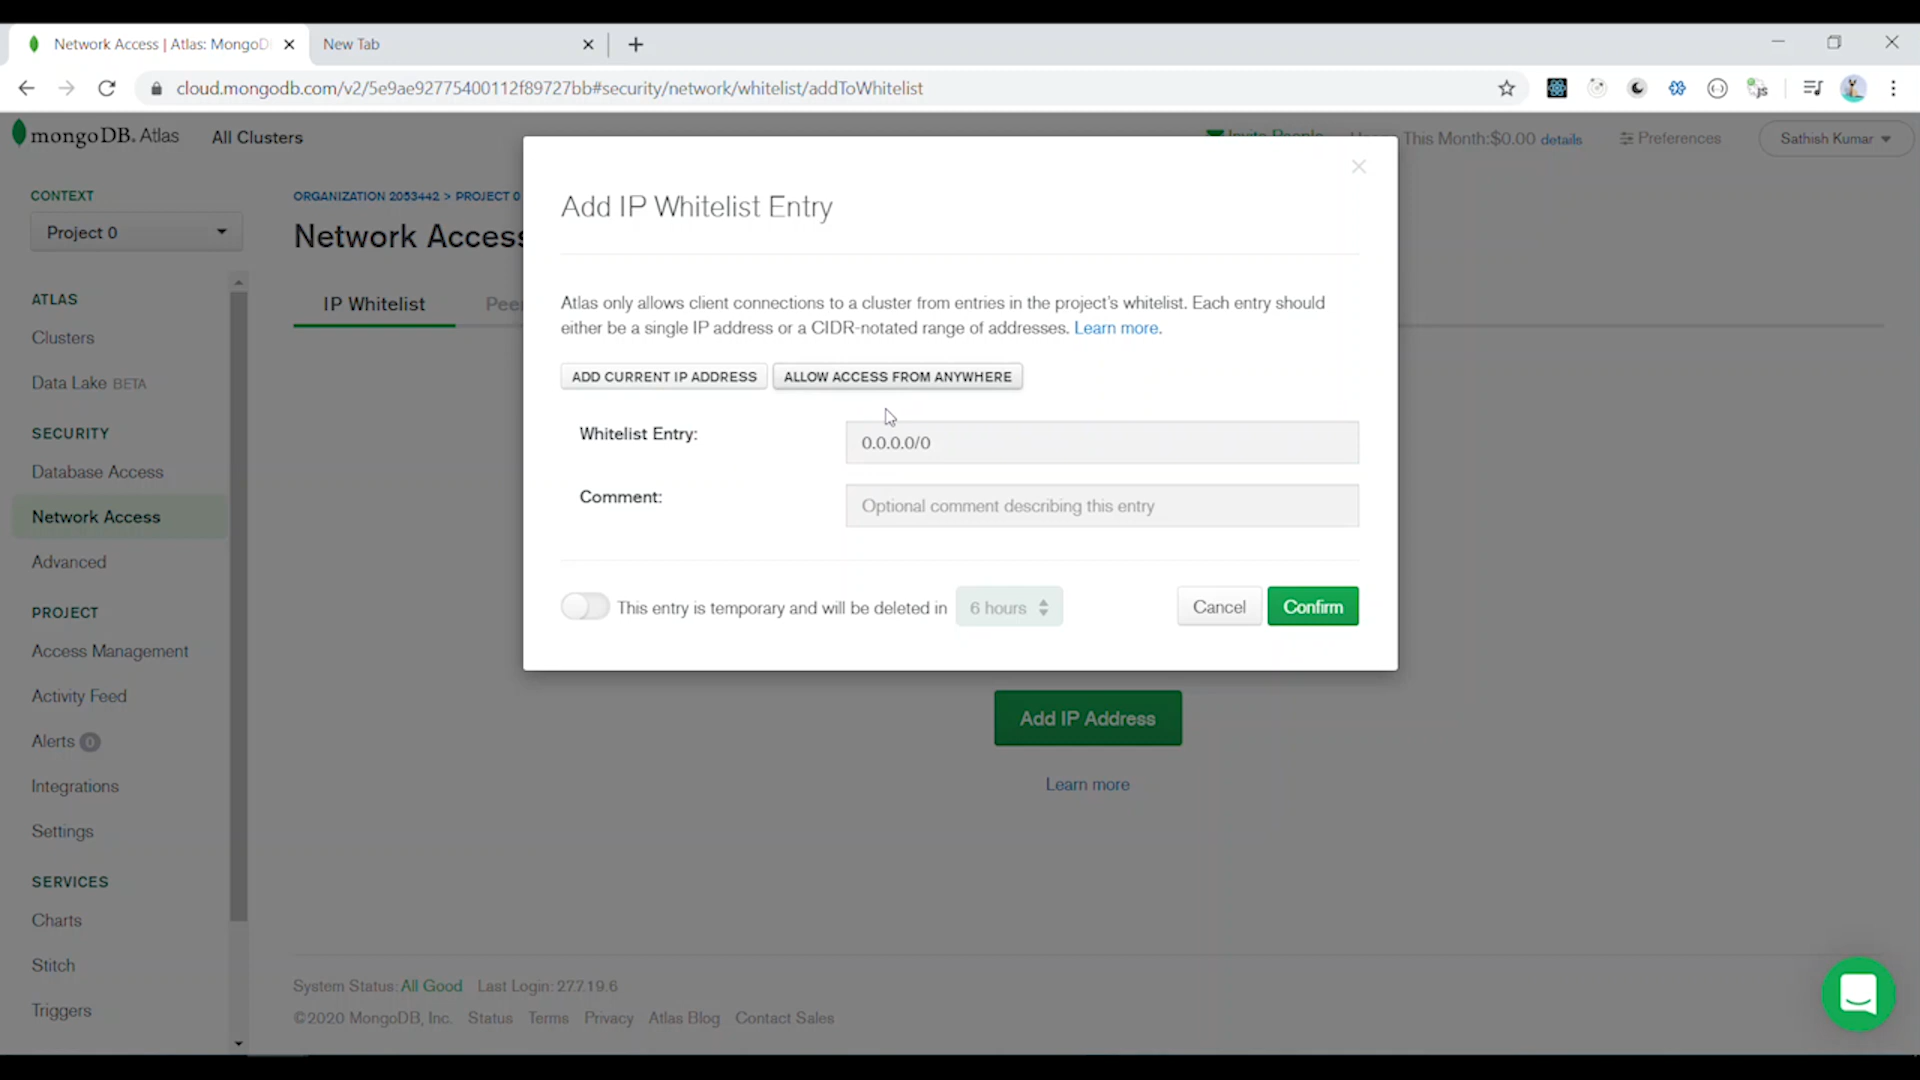 Network Access | Atlas: MongoD
New Tab
cloud.mongodb.com/v2/5e9ae92775400112f89727bb#security/network/whitelist/addToWhitelist
mongoDB. Atlas
All Clusters
Invite People
This Month:$0.00 details
Preferences
Sathish Kumar
CONTEXT
Project 0
ORGANIZATION 2053442 > PROJECT 0
Network Access
IP Whitelist
Peer
ATLAS
Clusters
Data Lake BETA
SECURITY
Database Access
Network Access
Advanced
PROJECT
Access Management
Activity Feed
Alerts 0
Integrations
Settings
SERVICES
Charts
Stitch
Triggers
Add IP Whitelist Entry
Atlas only allows client connections to a cluster from entries in the project's whitelist. Each entry should
either be a single IP address or a CIDR-notated range of addresses. Learn more.
ADD CURRENT IP ADDRESS
ALLOW ACCESS FROM ANYWHERE
Whitelist Entry:
0.0.0.0/0
Comment:
Optional comment describing this entry
This entry is temporary and will be deleted in
6 hours
Cancel
Confirm
Add IP Address
Learn more
System Status: All Good Last Login: 27.7.19.6
©2020 MongoDB, Inc. Status Terms Privacy Atlas Blog Contact Sales